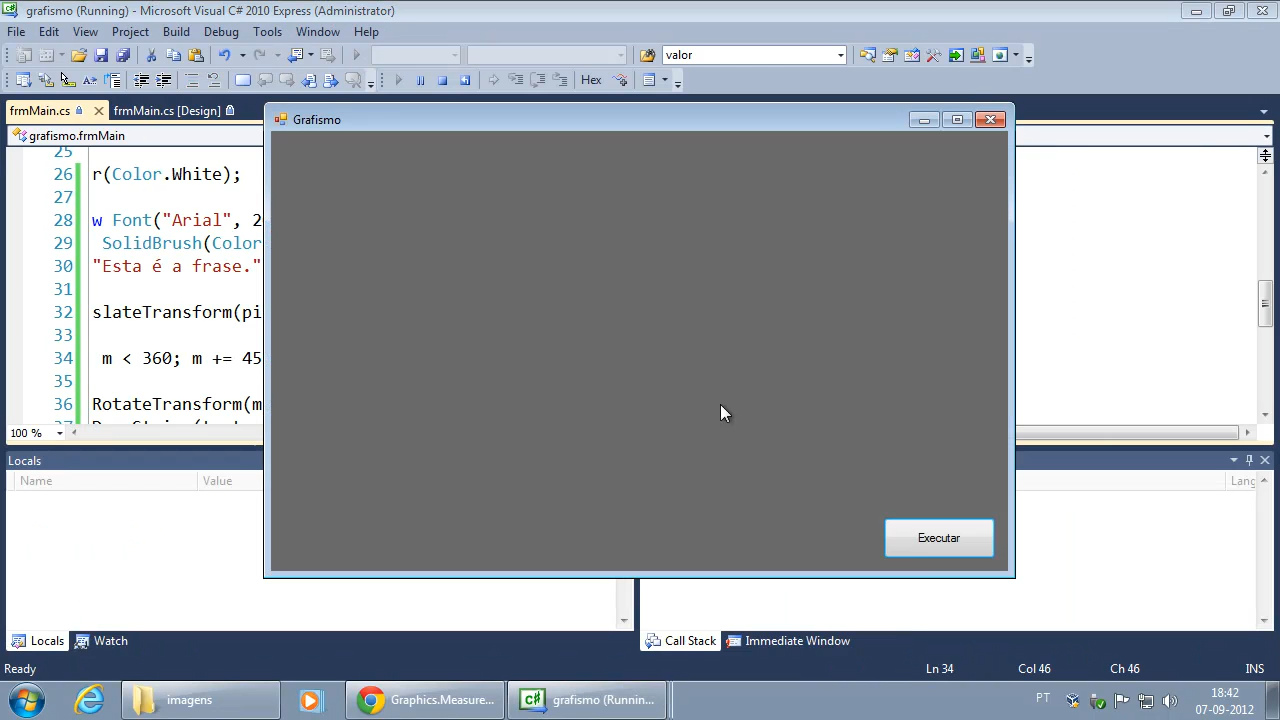 grafismo (Running) - Microsoft Visual C# 2010 Express (Administrator)
File Edit View Project Build Debug Tools Window Help
valor
Hex
frmMain.cs frmMain.cs [Design]
Grafismo
grafismo.frmMain
25
26 r(Color.White);
27
28 w Font("Arial", 2
29 SolidBrush(Color
30 "Esta é a frase."
31
32 slateTransform(pi
33
34 m < 360; m += 45
35
36 RotateTransform(m
100 %
Executar
Locals
Name Value Lang
Locals Watch Call Stack Immediate Window
Ready Ln 34 Col 46 Ch 46 INS
imagens Graphics.Measure... grafismo (Runnin... PT 18:42
07-09-2012